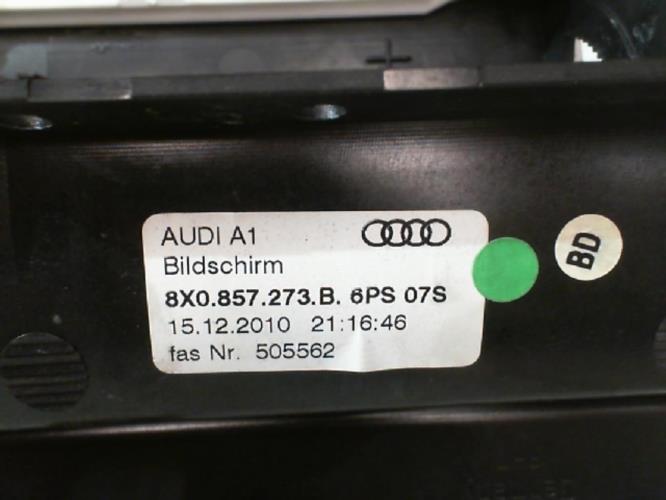 AUDI A1
Bildschirm
8X0.857.273.B. 6PS 07S
15.12.2010 21:16:46
fas Nr. 505562
BD